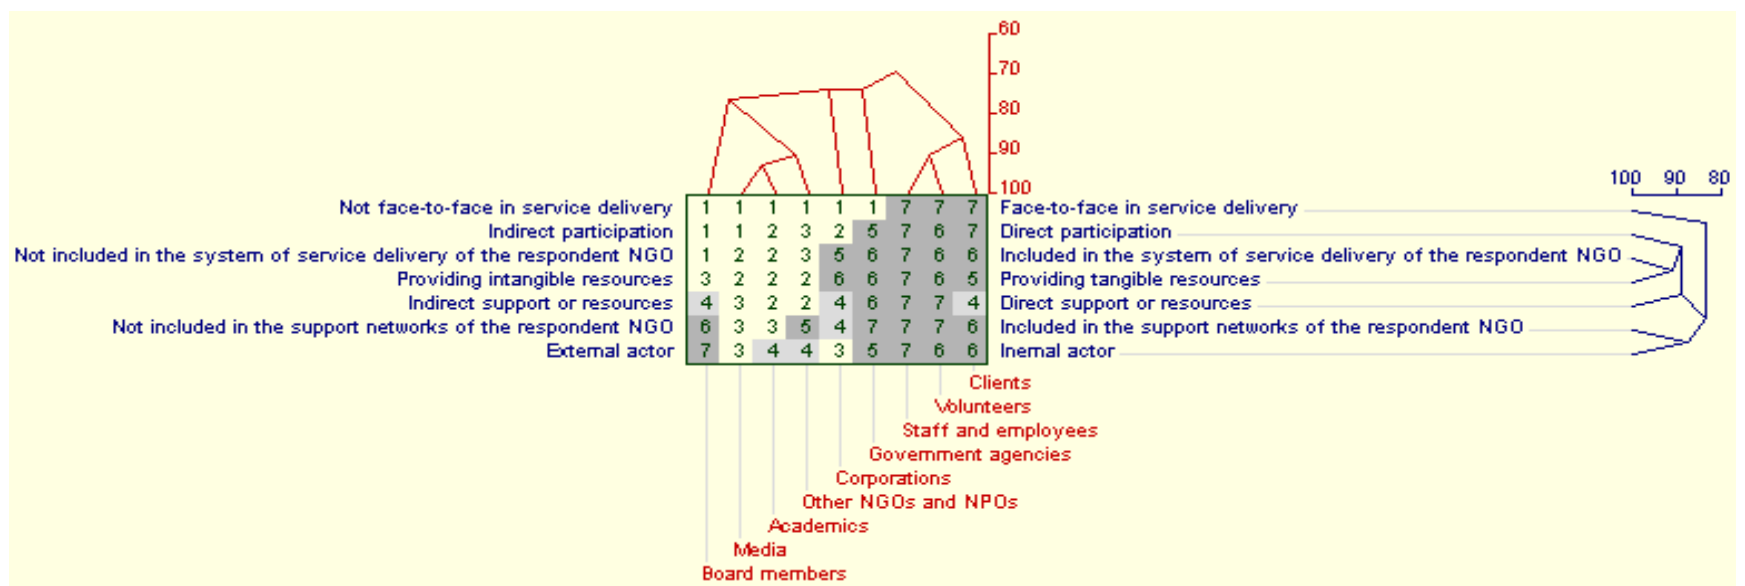 60
70
80
90
100
100 90 80
Not face-to-face in service delivery 1 1 1 1 1 1 7 7 7 Face-to-face in service delivery
Indirect participation 1 1 2 3 2 5 7 6 7 Direct participation
Not included in the system of service delivery of the respondent NGO 1 2 2 3 5 6 7 6 6 Included in the system of service delivery of the respondent NGO
Providing intangible resources 3 2 2 2 6 6 7 6 5 Providing tangible resources
Indirect support or resources 4 3 2 2 4 6 7 7 4 Direct support or resources
Not included in the support networks of the respondent NGO 6 3 3 5 4 7 7 7 6 Included in the support networks of the respondent NGO
External actor 7 3 4 4 3 5 7 6 6 Inernal actor
Clients
Volunteers
Staff and employees
Government agencies
Corporations
Other NGOs and NPOs
Academics
Media
Board members